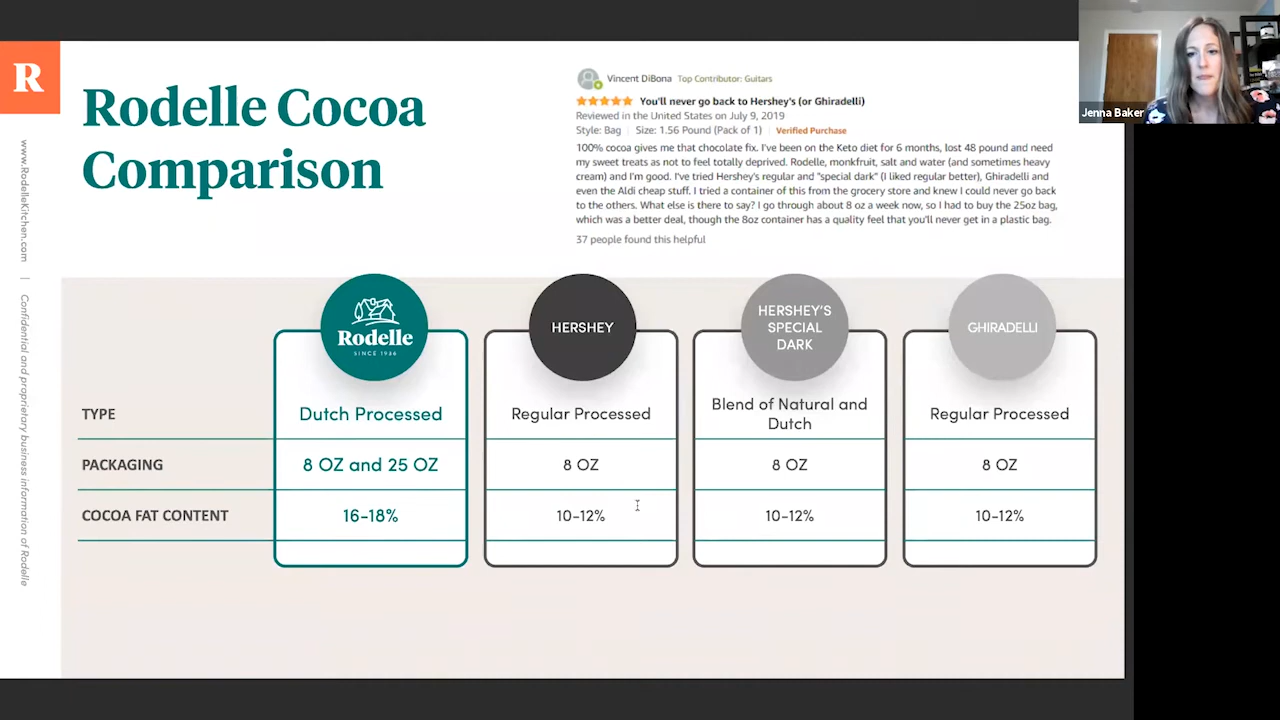 R
www.RodelleKitchen.com | Confidential and proprietary business information of Rodelle
Rodelle Cocoa
Comparison
Vincent DiBona Top Contributor: Guitars
You'll never go back to Hershey's (or Ghiradelli)
Reviewed in the United States on July 9, 2019
Style: Bag | Size: 1.56 Pound (Pack of 1) | Verified Purchase
100% cocoa gives me that chocolate fix. I've been on the Keto diet for 6 months, lost 48 pound and need
my sweet treats as not to feel totally deprived. Rodelle, monkfruit, salt and water (and sometimes heavy
cream) and I'm good. I've tried Hershey's regular and "special dark" (I liked regular better), Ghiradelli and
even the Aldi cheap stuff. I tried a container of this from the grocery store and knew I could never go back
to the others. What else is there to say? I go through about 8 oz a week now, so I had to buy the 25oz bag,
which was a better deal, though the 8oz container has a quality feel that you'll never get in a plastic bag.
37 people found this helpful
Jenna Baker
Rodelle
SINCE 1936
HERSHEY
HERSHEY'S
SPECIAL
DARK
GHIRADELLI
TYPE
Dutch Processed
Regular Processed
Blend of Natural and
Dutch
Regular Processed
PACKAGING
8 OZ and 25 OZ
8 OZ
8 OZ
8 OZ
COCOA FAT CONTENT
16-18%
10-12%
10-12%
10-12%